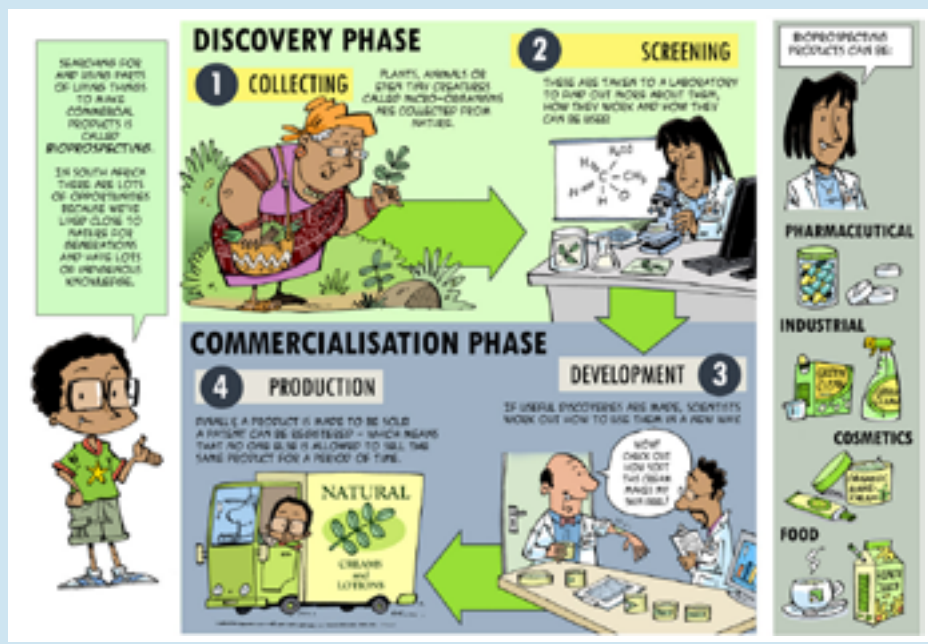 SEARCHING FOR
AND USING PARTS
OF LIVING THINGS
TO MAKE
COMMERCIAL
PRODUCTS IS
CALLED
BIOPROSPECTING.
IN SOUTH AFRICA
THERE ARE LOTS
OF OPPORTUNITIES
BECAUSE WE'VE
LIVED CLOSE TO
NATURE FOR
GENERATIONS
AND HAVE LOTS
OF INDIGENOUS
KNOWLEDGE.
DISCOVERY PHASE
1 COLLECTING
PLANTS, ANIMALS OR
EVEN TINY CREATURES
CALLED MICRO-ORGANISMS
ARE COLLECTED FROM
NATURE.
2 SCREENING
THESE ARE TAKEN TO A LABORATORY
TO FIND OUT MORE ABOUT THEM,
HOW THEY WORK AND HOW THEY
CAN BE USED
COMMERCIALISATION PHASE
DEVELOPMENT 3
IF USEFUL DISCOVERIES ARE MADE, SCIENTISTS
WORK OUT HOW TO USE THEM IN A NEW WAY.
WOW!
CHECK OUT
HOW SOFT
THIS CREAM
MAKES MY
SKIN FEEL!
4 PRODUCTION
FINALLY, A PRODUCT IS MADE TO BE SOLD.
A PATENT CAN BE REGISTERED - WHICH MEANS
THAT NO ONE ELSE IS ALLOWED TO SELL THE
SAME PRODUCT FOR A PERIOD OF TIME.
NATURAL
CREAMS
and
LOTIONS
BIOPROSPECTING
PRODUCTS CAN BE:
PHARMACEUTICAL
INDUSTRIAL
GREEN
CLEAN
COSMETICS
ORGANIC
FOOD